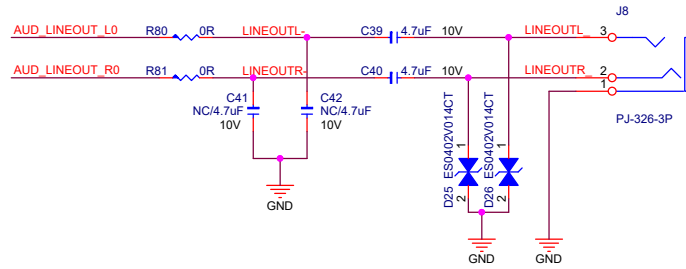 J8
AUD_LINEOUT_L0 R80 0R LINEOUTL- C39 4.7uF 10V LINEOUTL_ 3
AUD_LINEOUT_R0 R81 0R LINEOUTR- C40 4.7uF 10V LINEOUTR_ 2
1
C41 C42
NC/4.7uF NC/4.7uF
10V 10V
PJ-326-3P
D25 ES0402V014CT 1 2
D26 ES0402V014CT 1 2
GND
GND GND